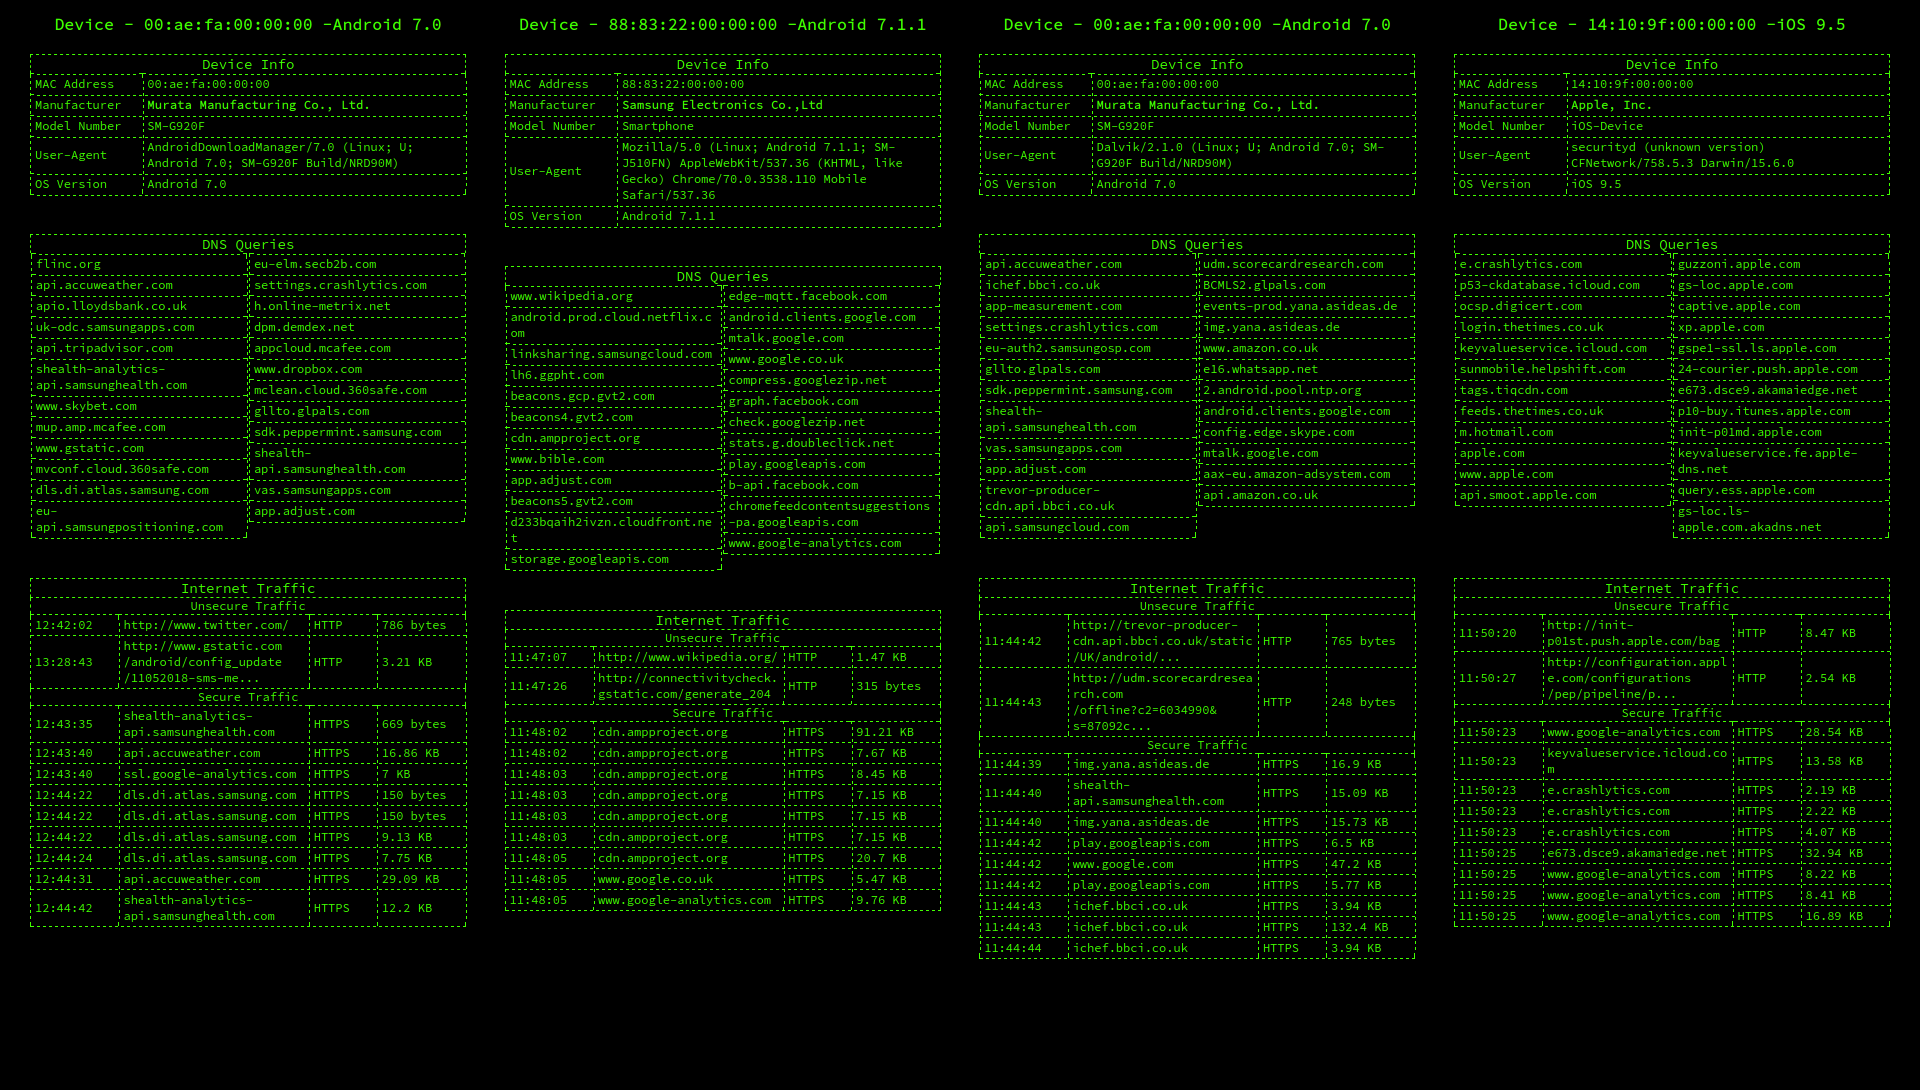 Device - 00:ae:fa:00:00:00 -Android 7.0
Device Info
MAC Address 00:ae:fa:00:00:00
Manufacturer Murata Manufacturing Co., Ltd.
Model Number SM-G920F
User-Agent
AndroidDownloadManager/7.0 (Linux; U;
Android 7.0; SM-G920F Build/NRD90M)
OS Version Android 7.0
DNS Queries
flinc.org
api.accuweather.com
apio.lloydsbank.co.uk
uk-odc.samsungapps.com
api.tripadvisor.com
shealth-analytics-
api.samsunghealth.com
www.skybet.com
mup.amp.mcafee.com
www.gstatic.com
mvconf.cloud.360safe.com
dls.di.atlas.samsung.com
eu-
api.samsungpositioning.com
eu-elm.secb2b.com
settings.crashlytics.com
h.online-metrix.net
dpm.demdex.net
appcloud.mcafee.com
www.dropbox.com
mclean.cloud.360safe.com
gllto.glpals.com
sdk.peppermint.samsung.com
shealth-
api.samsunghealth.com
vas.samsungapps.com
app.adjust.com
Internet Traffic
Unsecure Traffic
12:42:02 http://www.twitter.com/ HTTP 786 bytes
13:28:43
http://www.gstatic.com
/android/config_update
/11052018-sms-me...
HTTP 3.21 KB
Secure Traffic
12:43:35
shealth-analytics-
api.samsunghealth.com
HTTPS 669 bytes
12:43:40 api.accuweather.com HTTPS 16.86 KB
12:43:40 ssl.google-analytics.com HTTPS 7 KB
12:44:22 dls.di.atlas.samsung.com HTTPS 150 bytes
12:44:22 dls.di.atlas.samsung.com HTTPS 150 bytes
12:44:22 dls.di.atlas.samsung.com HTTPS 9.13 KB
12:44:24 dls.di.atlas.samsung.com HTTPS 7.75 KB
12:44:31 api.accuweather.com HTTPS 29.09 KB
12:44:42
shealth-analytics-
api.samsunghealth.com
HTTPS 12.2 KB
Device - 88:83:22:00:00:00 -Android 7.1.1
Device Info
MAC Address 88:83:22:00:00:00
Manufacturer Samsung Electronics Co.,Ltd
Model Number Smartphone
User-Agent
Mozilla/5.0 (Linux; Android 7.1.1; SM-
J510FN) AppleWebKit/537.36 (KHTML, like
Gecko) Chrome/70.0.3538.110 Mobile
Safari/537.36
OS Version Android 7.1.1
DNS Queries
www.wikipedia.org
android.prod.cloud.netflix.c
om
linksharing.samsungcloud.com
lh6.ggpht.com
beacons.gcp.gvt2.com
beacons4.gvt2.com
cdn.ampproject.org
www.bible.com
app.adjust.com
beacons5.gvt2.com
d233bqaih2ivzn.cloudfront.ne
t
storage.googleapis.com
edge-mqtt.facebook.com
android.clients.google.com
mtalk.google.com
www.google.co.uk
compress.googlezip.net
graph.facebook.com
check.googlezip.net
stats.g.doubleclick.net
play.googleapis.com
b-api.facebook.com
chromefeedcontentsuggestions
-pa.googleapis.com
www.google-analytics.com
Internet Traffic
Unsecure Traffic
11:47:07 http://www.wikipedia.org/ HTTP 1.47 KB
11:47:26
http://connectivitycheck.
gstatic.com/generate_204
HTTP 315 bytes
Secure Traffic
11:48:02 cdn.ampproject.org HTTPS 91.21 KB
11:48:02 cdn.ampproject.org HTTPS 7.67 KB
11:48:03 cdn.ampproject.org HTTPS 8.45 KB
11:48:03 cdn.ampproject.org HTTPS 7.15 KB
11:48:03 cdn.ampproject.org HTTPS 7.15 KB
11:48:03 cdn.ampproject.org HTTPS 7.15 KB
11:48:05 cdn.ampproject.org HTTPS 20.7 KB
11:48:05 www.google.co.uk HTTPS 5.47 KB
11:48:05 www.google-analytics.com HTTPS 9.76 KB
Device - 00:ae:fa:00:00:00 -Android 7.0
Device Info
MAC Address 00:ae:fa:00:00:00
Manufacturer Murata Manufacturing Co., Ltd.
Model Number SM-G920F
User-Agent
Dalvik/2.1.0 (Linux; U; Android 7.0; SM-
G920F Build/NRD90M)
OS Version Android 7.0
DNS Queries
api.accuweather.com
ichef.bbci.co.uk
app-measurement.com
settings.crashlytics.com
eu-auth2.samsungosp.com
gllto.glpals.com
sdk.peppermint.samsung.com
shealth-
api.samsunghealth.com
vas.samsungapps.com
app.adjust.com
trevor-producer-
cdn.api.bbci.co.uk
api.samsungcloud.com
udm.scorecardresearch.com
BCMLS2.glpals.com
events-prod.yana.asideas.de
img.yana.asideas.de
www.amazon.co.uk
e16.whatsapp.net
2.android.pool.ntp.org
android.clients.google.com
config.edge.skype.com
mtalk.google.com
aax-eu.amazon-adsystem.com
api.amazon.co.uk
Internet Traffic
Unsecure Traffic
11:44:42
http://trevor-producer-
cdn.api.bbci.co.uk/static
/UK/android/...
HTTP 765 bytes
11:44:43
http://udm.scorecardresea
rch.com
/offline?c2=6034990&
s=87092c...
HTTP 248 bytes
Secure Traffic
11:44:39 img.yana.asideas.de HTTPS 16.9 KB
11:44:40
shealth-
api.samsunghealth.com
HTTPS 15.09 KB
11:44:40 img.yana.asideas.de HTTPS 15.73 KB
11:44:42 play.googleapis.com HTTPS 6.5 KB
11:44:42 www.google.com HTTPS 47.2 KB
11:44:42 play.googleapis.com HTTPS 5.77 KB
11:44:43 ichef.bbci.co.uk HTTPS 3.94 KB
11:44:43 ichef.bbci.co.uk HTTPS 132.4 KB
11:44:44 ichef.bbci.co.uk HTTPS 3.94 KB
Device - 14:10:9f:00:00:00 -iOS 9.5
Device Info
MAC Address 14:10:9f:00:00:00
Manufacturer Apple, Inc.
Model Number iOS-Device
User-Agent
securityd (unknown version)
CFNetwork/758.5.3 Darwin/15.6.0
OS Version iOS 9.5
DNS Queries
e.crashlytics.com
p53-ckdatabase.icloud.com
ocsp.digicert.com
login.thetimes.co.uk
keyvalueservice.icloud.com
sunmobile.helpshift.com
tags.tiqcdn.com
feeds.thetimes.co.uk
m.hotmail.com
apple.com
www.apple.com
api.smoot.apple.com
guzzoni.apple.com
gs-loc.apple.com
captive.apple.com
xp.apple.com
gspe1-ssl.ls.apple.com
24-courier.push.apple.com
e673.dsce9.akamaiedge.net
p10-buy.itunes.apple.com
init-p01md.apple.com
keyvalueservice.fe.apple-
dns.net
query.ess.apple.com
gs-loc.ls-
apple.com.akadns.net
Internet Traffic
Unsecure Traffic
11:50:20
http://init-
p01st.push.apple.com/bag
HTTP 8.47 KB
11:50:27
http://configuration.appl
e.com/configurations
/pep/pipeline/p...
HTTP 2.54 KB
Secure Traffic
11:50:23 www.google-analytics.com HTTPS 28.54 KB
11:50:23
keyvalueservice.icloud.co
m
HTTPS 13.58 KB
11:50:23 e.crashlytics.com HTTPS 2.19 KB
11:50:23 e.crashlytics.com HTTPS 2.22 KB
11:50:23 e.crashlytics.com HTTPS 4.07 KB
11:50:25 e673.dsce9.akamaiedge.net HTTPS 32.94 KB
11:50:25 www.google-analytics.com HTTPS 8.22 KB
11:50:25 www.google-analytics.com HTTPS 8.41 KB
11:50:25 www.google-analytics.com HTTPS 16.89 KB